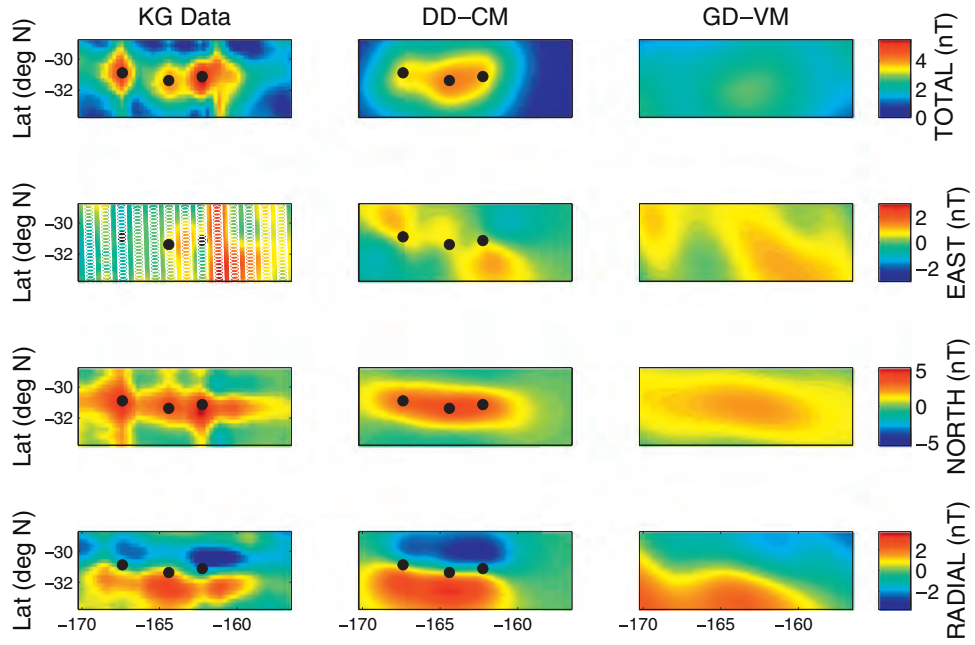 KG Data DD−CM GD−VM
Lat (deg N) −30 −32 4 2 0 TOTAL (nT)
Lat (deg N) −30 −32 2 0 −2 EAST (nT)
Lat (deg N) −30 −32 5 0 −5 NORTH (nT)
Lat (deg N) −30 −32 2 0 −2 RADIAL (nT)
−170 −165 −160 −170 −165 −160 −170 −165 −160